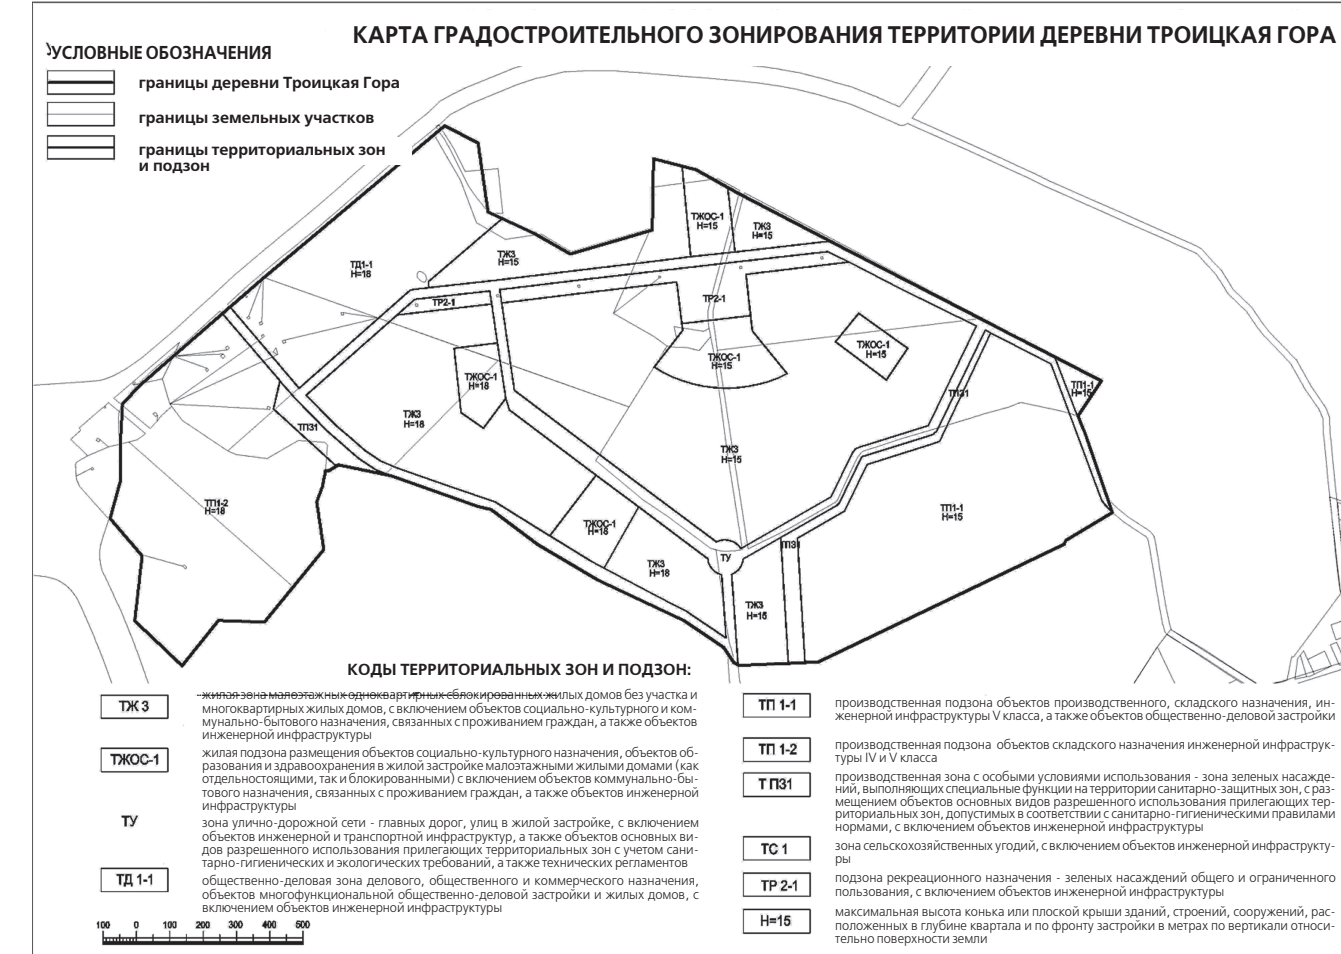 КАРТА ГРАДОСТРОИТЕЛЬНОГО ЗОНИРОВАНИЯ ТЕРРИТОРИИ ДЕРЕВНИ ТРОИЦКАЯ ГОРА
УСЛОВНЫЕ ОБОЗНАЧЕНИЯ
границы деревни Троицкая Гора
границы земельных участков
границы территориальных зон
и подзон
ТЖОС-1
Н=15
ТЖ3
Н=15
ТЖ3
Н=15
ТД1-1
Н=18
ТР2-1
ТР2-1
ТЖОС-1
Н=15
ТЖОС-1
Н=15
ТЖОС-1
Н=18
ТП1-1
Н=15
ТП31
ТЖ3
Н=18
ТП31
ТЖ3
Н=15
ТП1-2
Н=18
ТП1-1
Н=15
ТЖОС-1
Н=18
ТП31
ТУ
ТЖ3
Н=18
ТЖ3
Н=15
КОДЫ ТЕРРИТОРИАЛЬНЫХ ЗОН И ПОДЗОН:
ТЖ 3
жилая зона малоэтажных одноквартирных сблокированных жилых домов без участка и
многоквартирных жилых домов, с включением объектов социально-культурного и ком-
мунально-бытового назначения, связанных с проживанием граждан, а также объектов
инженерной инфраструктуры
ТЖОС-1
жилая подзона размещения объектов социально-культурного назначения, объектов об-
разования и здравоохранения в жилой застройке малоэтажными жилыми домами (как
отдельностоящими, так и блокированными) с включением объектов коммунально-бы-
тового назначения, связанных с проживанием граждан, а также объектов инженерной
инфраструктуры
ТУ
зона улично-дорожной сети - главных дорог, улиц в жилой застройке, с включением
объектов инженерной и транспортной инфраструктур, а также объектов основных ви-
дов разрешенного использования прилегающих территориальных зон с учетом сани-
тарно-гигиенических и экологических требований, а также технических регламентов
ТД 1-1
общественно-деловая зона делового, общественного и коммерческого назначения,
объектов многофункциональной общественно-деловой застройки и жилых домов, с
включением объектов инженерной инфраструктуры
100 0 100 200 300 400 500
ТП 1-1
производственная подзона объектов производственного, складского назначения, ин-
женерной инфраструктуры V класса, а также объектов общественно-деловой застройки
ТП 1-2
производственная подзона объектов складского назначения инженерной инфраструк-
туры IV и V класса
Т П31
производственная зона с особыми условиями использования - зона зеленых насажде-
ний, выполняющих специальные функции на территории санитарно-защитных зон, с раз-
мещением объектов основных видов разрешенного использования прилегающих тер-
риториальных зон, допустимых в соответствии с санитарно-гигиеническими правилами
нормами, с включением объектов инженерной инфраструктуры
ТС 1
зона сельскохозяйственных угодий, с включением объектов инженерной инфраструкту-
ры
ТР 2-1
подзона рекреационного назначения - зеленых насаждений общего и ограниченного
пользования, с включением объектов инженерной инфраструктуры
Н=15
максимальная высота конька или плоской крыши зданий, строений, сооружений, рас-
положенных в глубине квартала и по фронту застройки в метрах по вертикали относи-
тельно поверхности земли